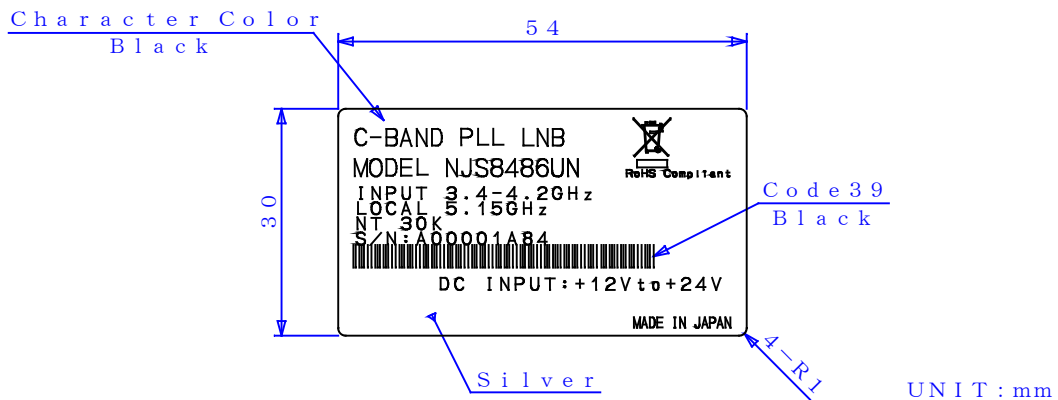 Character Color
Black
54
30
C-BAND PLL LNB
MODEL NJS8486UN
RoHS Compliant
INPUT 3.4-4.2GHz
LOCAL 5.15GHz
NT 30K
S/N:A00001A84
Code39
Black
DC INPUT:+12Vto+24V
MADE IN JAPAN
4-R1
Silver
UNIT:mm